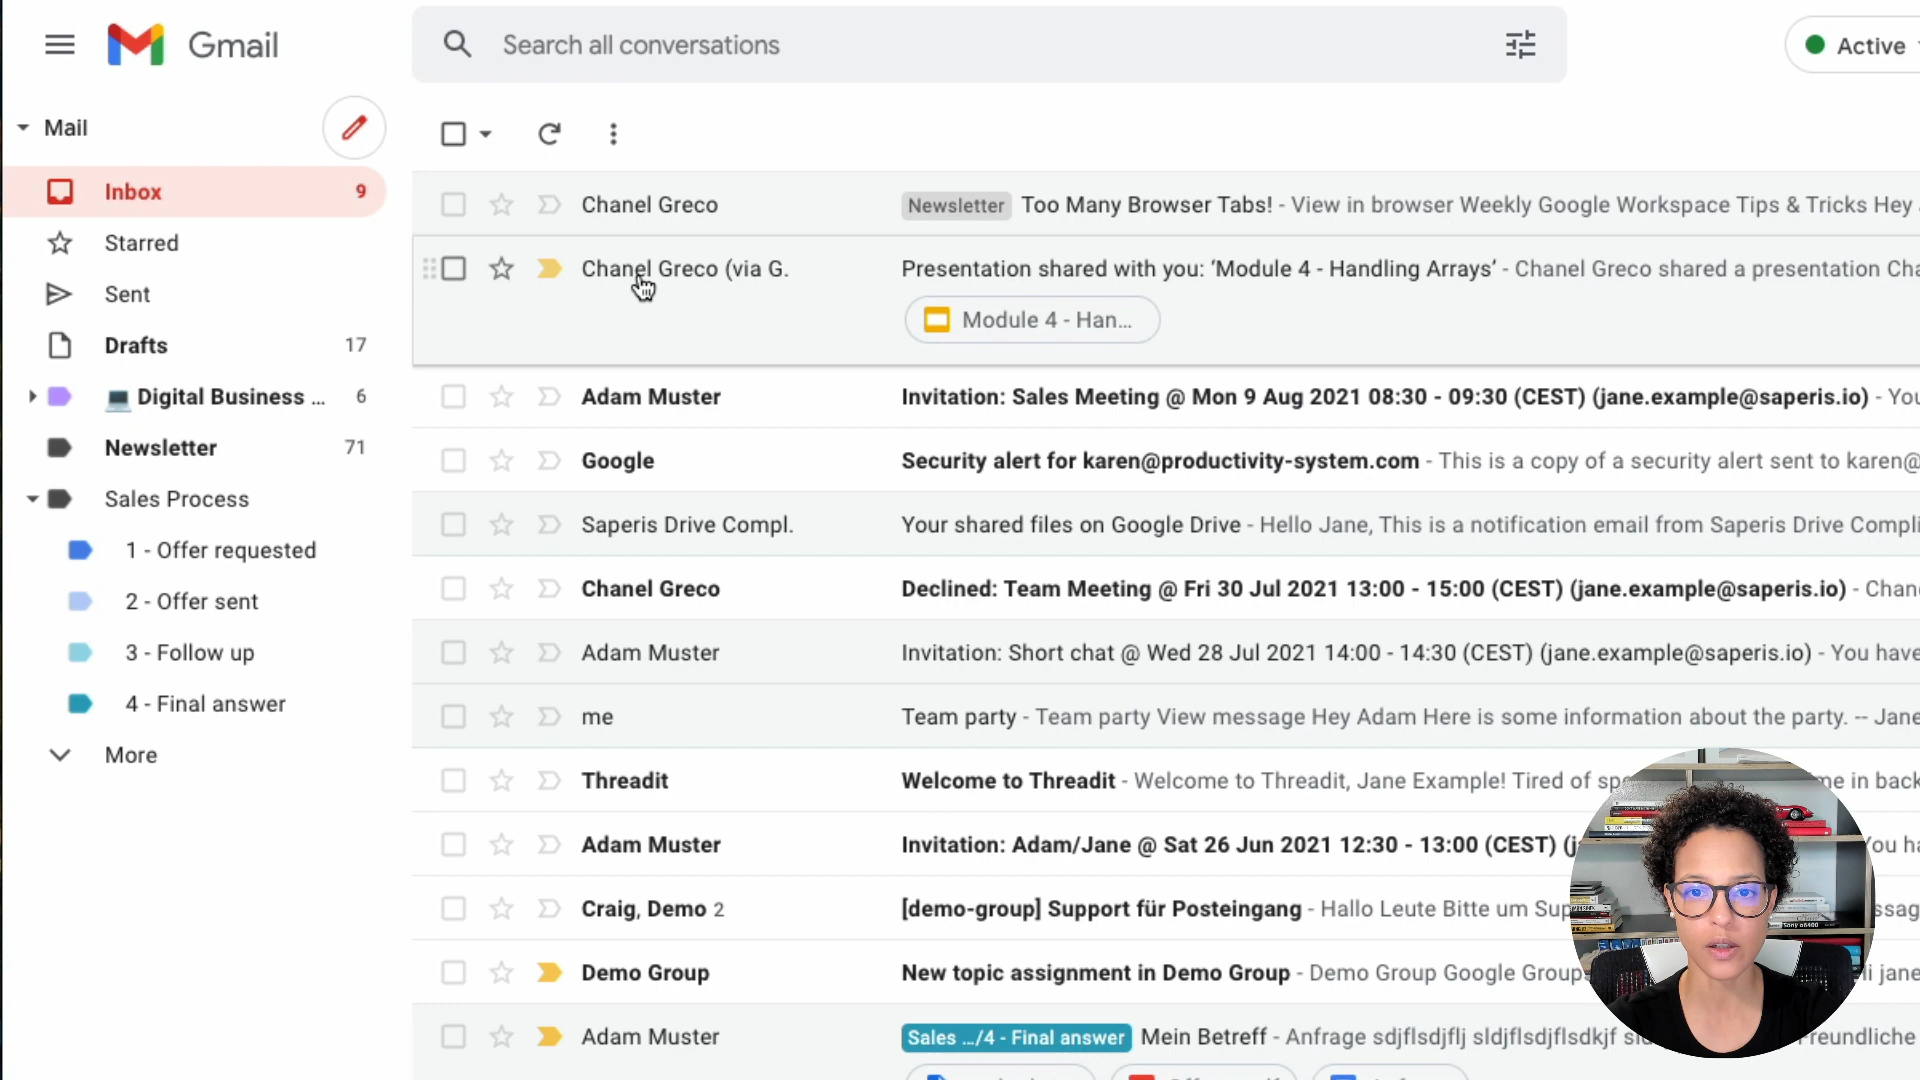 Gmail
Search all conversations
Active
Mail
Inbox 9
Starred
Sent
Drafts 17
💻 Digital Business ... 6
Newsletter 71
Sales Process
1 - Offer requested
2 - Offer sent
3 - Follow up
4 - Final answer
More
Chanel Greco Newsletter Too Many Browser Tabs! - View in browser Weekly Google Workspace Tips & Tricks Hey
Chanel Greco (via G. Presentation shared with you: ‘Module 4 - Handling Arrays’ - Chanel Greco shared a presentation Cha
Module 4 - Han...
Adam Muster Invitation: Sales Meeting @ Mon 9 Aug 2021 08:30 - 09:30 (CEST) (jane.example@saperis.io) - You
Google Security alert for karen@productivity-system.com - This is a copy of a security alert sent to karen@
Saperis Drive Compl. Your shared files on Google Drive - Hello Jane, This is a notification email from Saperis Drive Compli
Chanel Greco Declined: Team Meeting @ Fri 30 Jul 2021 13:00 - 15:00 (CEST) (jane.example@saperis.io) - Chan
Adam Muster Invitation: Short chat @ Wed 28 Jul 2021 14:00 - 14:30 (CEST) (jane.example@saperis.io) - You have
me Team party - Team party View message Hey Adam Here is some information about the party. -- Jane
Threadit Welcome to Threadit - Welcome to Threadit, Jane Example! Tired of me in back
Adam Muster Invitation: Adam/Jane @ Sat 26 Jun 2021 12:30 - 13:00 (CEST)
Craig, Demo 2 [demo-group] Support für Posteingang - Hallo Leute Bitte um
Demo Group New topic assignment in Demo Group - Demo Group Google Groups jane
Adam Muster Sales .../4 - Final answer Mein Betreff - Anfrage sdjflsdjflj sldjflsdjflsdkjf Freundliche